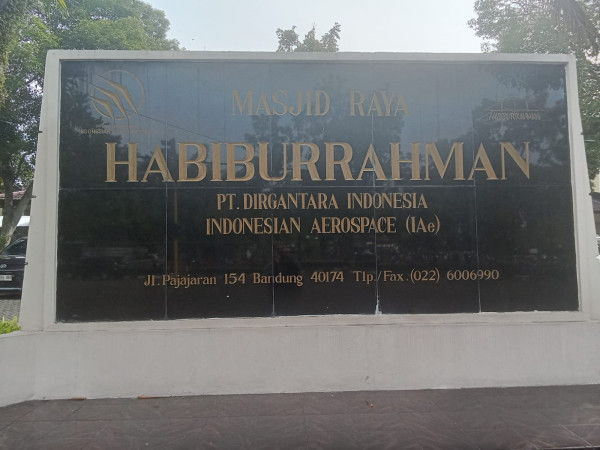 MASJID RAYA
HABIBURRAHMAN
PT. DIRGANTARA INDONESIA
INDONESIAN AEROSPACE (IAe)
Jl. Pajajaran 154 Bandung 40174 Tlp./Fax.(022) 6006990